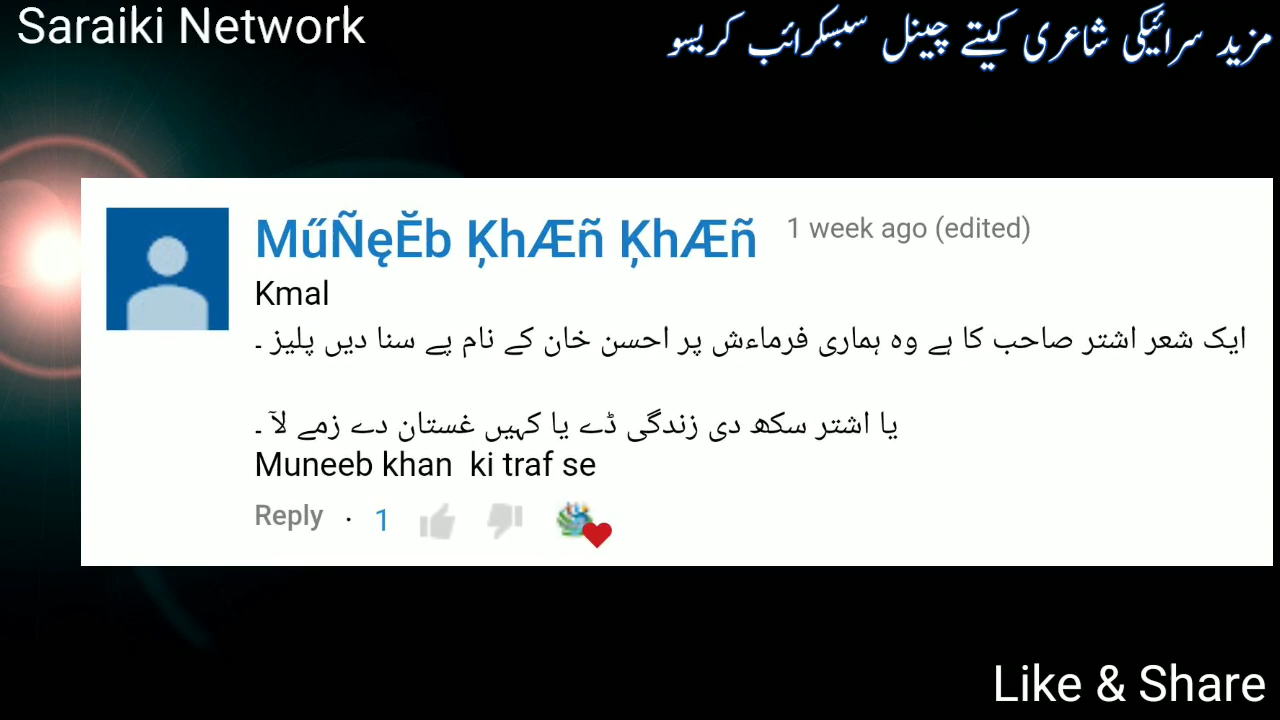 Saraiki Network
مزید سرائیکی شاعری کیتے چینل سبسکرائب کریسو
MűÑęĔb ĶhÆñ ĶhÆñ 1 week ago (edited)
Kmal
ایک شعر اشتر صاحب کا ہے وہ ہماری فرماءش پر احسن خان کے نام پے سنا دیں پلیز ۔
یا اشتر سکھ دی زندگی ڈے یا کہیں غستان دے زمے لآ ۔
Muneeb khan ki traf se
Reply · 1
Like & Share